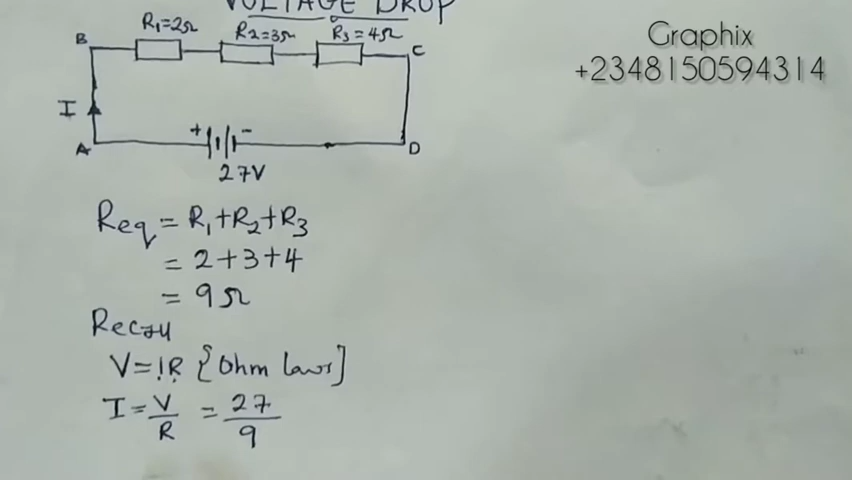 VOLTAGE DROP
Graphix
+2348150594314
R₁=2Ω
R₂=3Ω
R₃=4Ω
B
C
I
A
+
-
D
27V
Req = R₁+R₂+R₃
= 2+3+4
= 9Ω
Recall
V=IR {Ohm laws]
I = V/R = 27/9